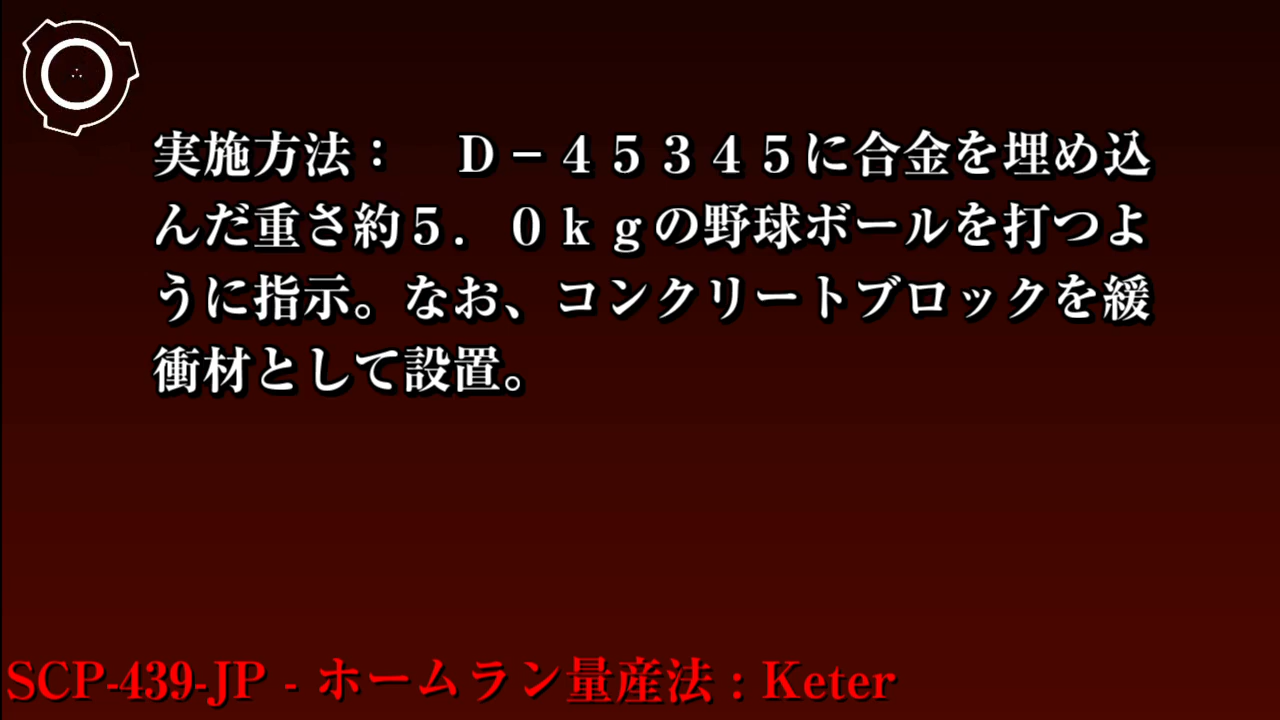 実施方法：　Ｄ－４５３４５に合金を埋め込
んだ重さ約５．０ｋｇの野球ボールを打つよ
うに指示。なお、コンクリートブロックを緩
衝材として設置。
SCP-439-JP - ホームラン量産法 : Keter